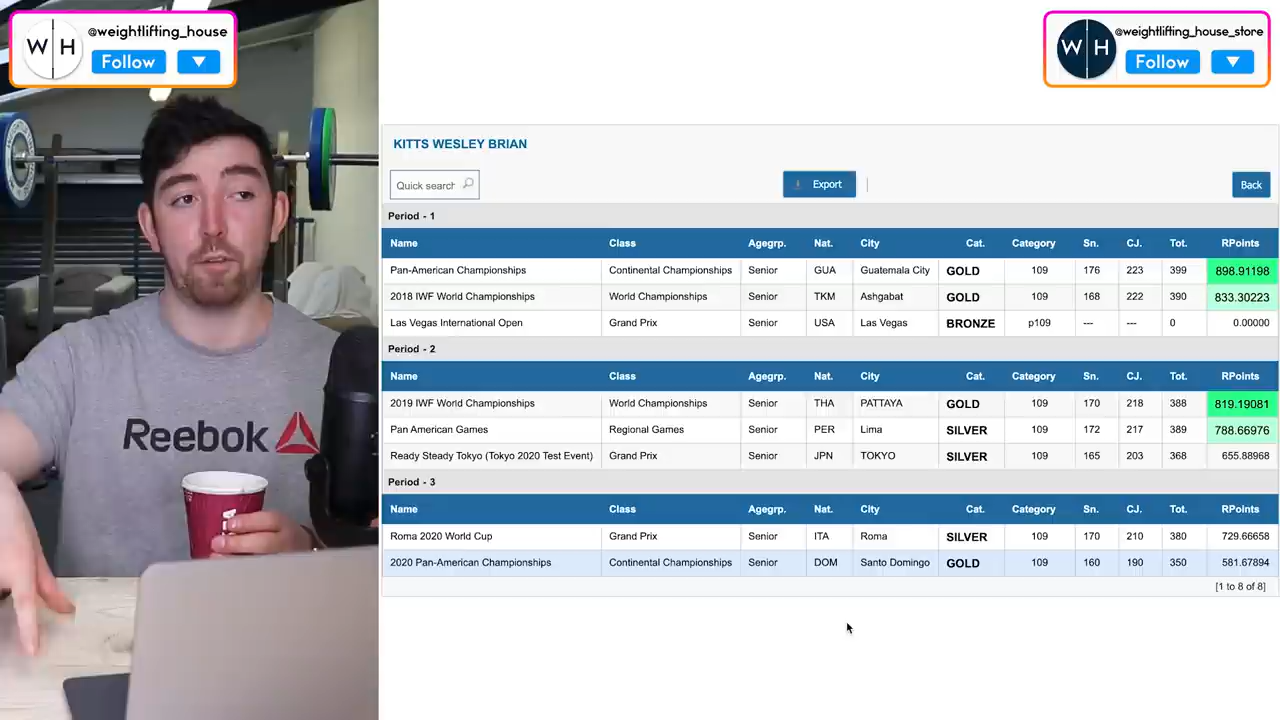 @weightlifting_house
W H
Follow
@weightlifting_house_store
W H
Follow
Reebok
KITTS WESLEY BRIAN
Quick search
Export
Back
Period - 1
Name Class Agegrp. Nat. City Cat. Category Sn. CJ. Tot. RPoints
Pan-American Championships Continental Championships Senior GUA Guatemala City GOLD 109 176 223 399 898.91198
2018 IWF World Championships World Championships Senior TKM Ashgabat GOLD 109 168 222 390 833.30223
Las Vegas International Open Grand Prix Senior USA Las Vegas BRONZE p109 --- --- 0 0.00000
Period - 2
Name Class Agegrp. Nat. City Cat. Category Sn. CJ. Tot. RPoints
2019 IWF World Championships World Championships Senior THA PATTAYA GOLD 109 170 218 388 819.19081
Pan American Games Regional Games Senior PER Lima SILVER 109 172 217 389 788.66976
Ready Steady Tokyo (Tokyo 2020 Test Event) Grand Prix Senior JPN TOKYO SILVER 109 165 203 368 655.88968
Period - 3
Name Class Agegrp. Nat. City Cat. Category Sn. CJ. Tot. RPoints
Roma 2020 World Cup Grand Prix Senior ITA Roma SILVER 109 170 210 380 729.66658
2020 Pan-American Championships Continental Championships Senior DOM Santo Domingo GOLD 109 160 190 350 581.67894
[1 to 8 of 8]